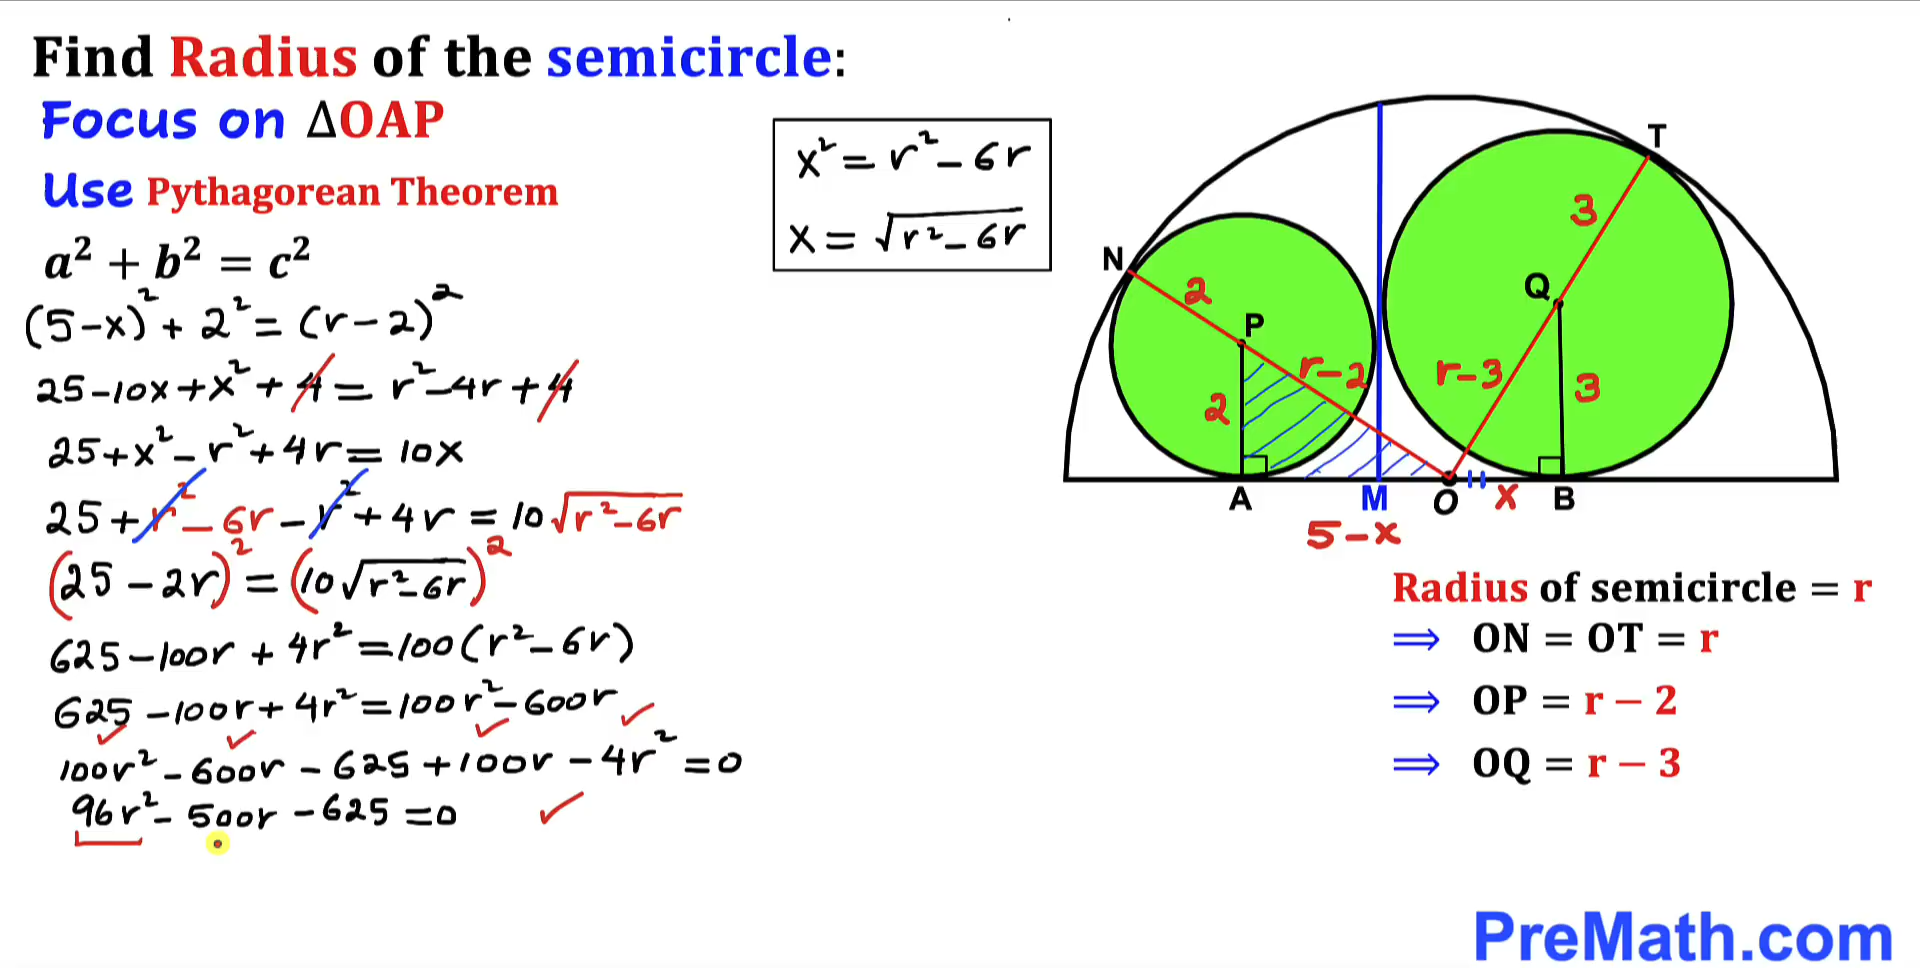 Find Radius of the semicircle:
Focus on ΔOAP
Use Pythagorean Theorem
a² + b² = c²
(5-x)² + 2² = (r-2)²
25-10x+x² + 4 = r²-4r+4
25+x²-r²+4r=10x
25+r²-6r-r²+4r=10√r²-6r
(25-2r)² = (10√r²-6r)²
625-100r+4r²=100(r²-6r)
625-100r+4r²=100r²-600r
100r²-600r-625+100r-4r²=0
96r²-500r-625=0
x²=r²-6r
x=√r²-6r
T
3
N
2
Q
P
r-2
r-3
3
2
A
M
O
x
B
5-x
Radius of semicircle = r
⟹ ON = OT = r
⟹ OP = r − 2
⟹ OQ = r − 3
PreMath.com